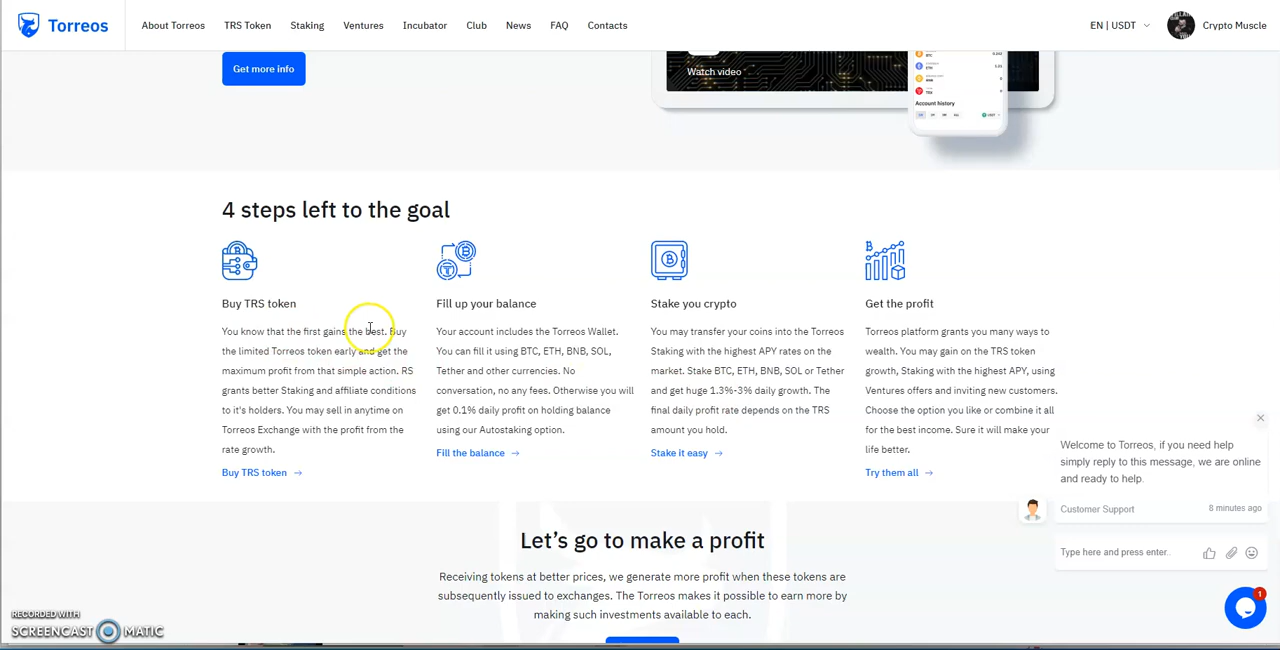 Torreos
About Torreos
TRS Token
Staking
Ventures
Incubator
Club
News
FAQ
Contacts
EN | USDT
Crypto Muscle
Get more info
Watch video
BTC
ETH
Account history
4 steps left to the goal
Buy TRS token
You know that the first gains the best. Buy
the limited Torreos token early and get the
maximum profit from that simple action. RS
grants better Staking and affiliate conditions
to it's holders. You may sell in anytime on
Torreos Exchange with the profit from the
rate growth.
Buy TRS token →
Fill up your balance
Your account includes the Torreos Wallet.
You can fill it using BTC, ETH, BNB, SOL,
Tether and other currencies. No
conversation, no any fees. Otherwise you will
get 0.1% daily profit on holding balance
using our Autostaking option.
Fill the balance →
Stake you crypto
You may transfer your coins into the Torreos
Staking with the highest APY rates on the
market. Stake BTC, ETH, BNB, SOL or Tether
and get huge 1.3%-3% daily growth. The
final daily profit rate depends on the TRS
amount you hold.
Stake it easy →
Get the profit
Torreos platform grants you many ways to
wealth. You may gain on the TRS token
growth, Staking with the highest APY, using
Ventures offers and inviting new customers.
Choose the option you like or combine it all
for the best income. Sure it will make your
life better.
Try them all →
Welcome to Torreos, if you need help
simply reply to this message, we are online
and ready to help.
Customer Support
8 minutes ago
Type here and press enter..
1
Let's go to make a profit
Receiving tokens at better prices, we generate more profit when these tokens are
subsequently issued to exchanges. The Torreos makes it possible to earn more by
making such investments available to each.
RECORDED WITH
SCREENCAST MATIC